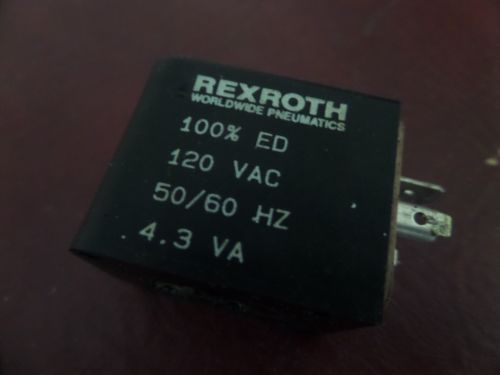 REXROTH
WORLDWIDE PNEUMATICS
100% ED
120 VAC
50/60 HZ
4.3 VA